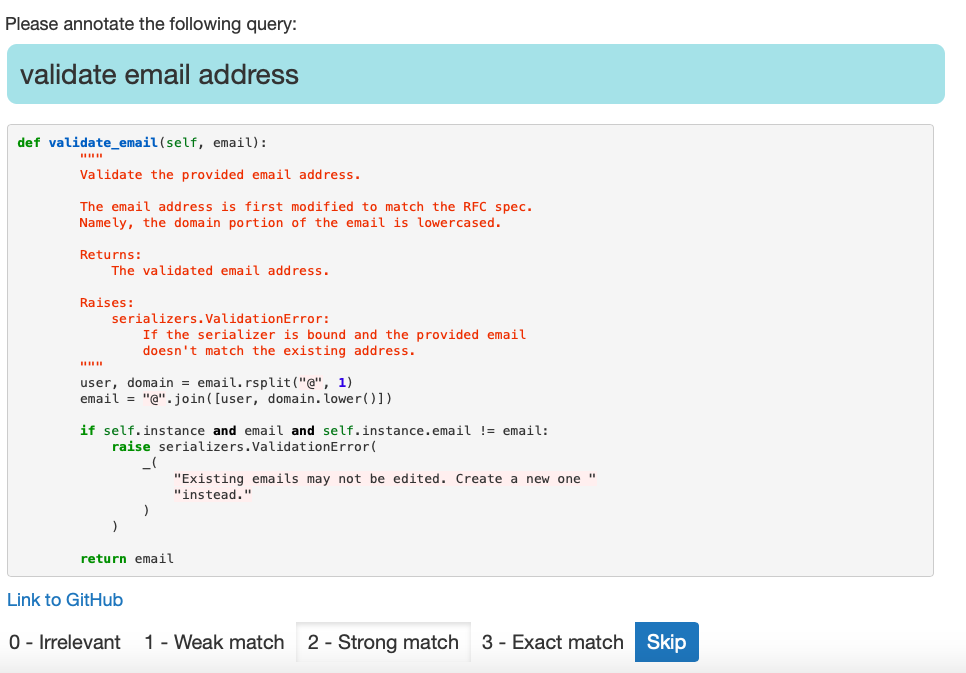 Please annotate the following query:
validate email address
def validate_email(self, email):
"""
Validate the provided email address.
The email address is first modified to match the RFC spec.
Namely, the domain portion of the email is lowercased.
Returns:
The validated email address.
Raises:
serializers.ValidationError:
If the serializer is bound and the provided email
doesn't match the existing address.
"""
user, domain = email.rsplit("@", 1)
email = "@".join([user, domain.lower()])
if self.instance and email and self.instance.email != email:
raise serializers.ValidationError(
_(
"Existing emails may not be edited. Create a new one "
"instead."
)
)
return email
Link to GitHub
0 - Irrelevant 1 - Weak match 2 - Strong match 3 - Exact match Skip